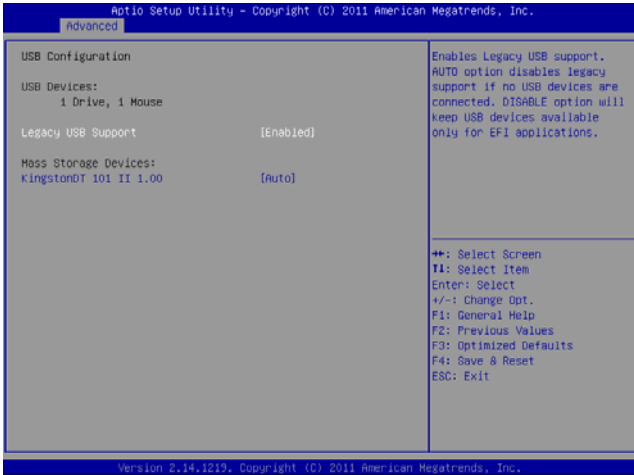 Aptio Setup Utility – Copyright (C) 2011 American Megatrends, Inc.
Advanced
USB Configuration
USB Devices:
1 Drive, 1 Mouse
Legacy USB Support [Enabled]
Mass Storage Devices:
KingstonDT 101 II 1.00 [Auto]
Enables Legacy USB support.
AUTO option disables legacy
support if no USB devices are
connected. DISABLE option will
keep USB devices available
only for EFI applications.
→←: Select Screen
↑↓: Select Item
Enter: Select
+/-: Change Opt.
F1: General Help
F2: Previous Values
F3: Optimized Defaults
F4: Save & Reset
ESC: Exit
Version 2.14.1219. Copyright (C) 2011 American Megatrends, Inc.